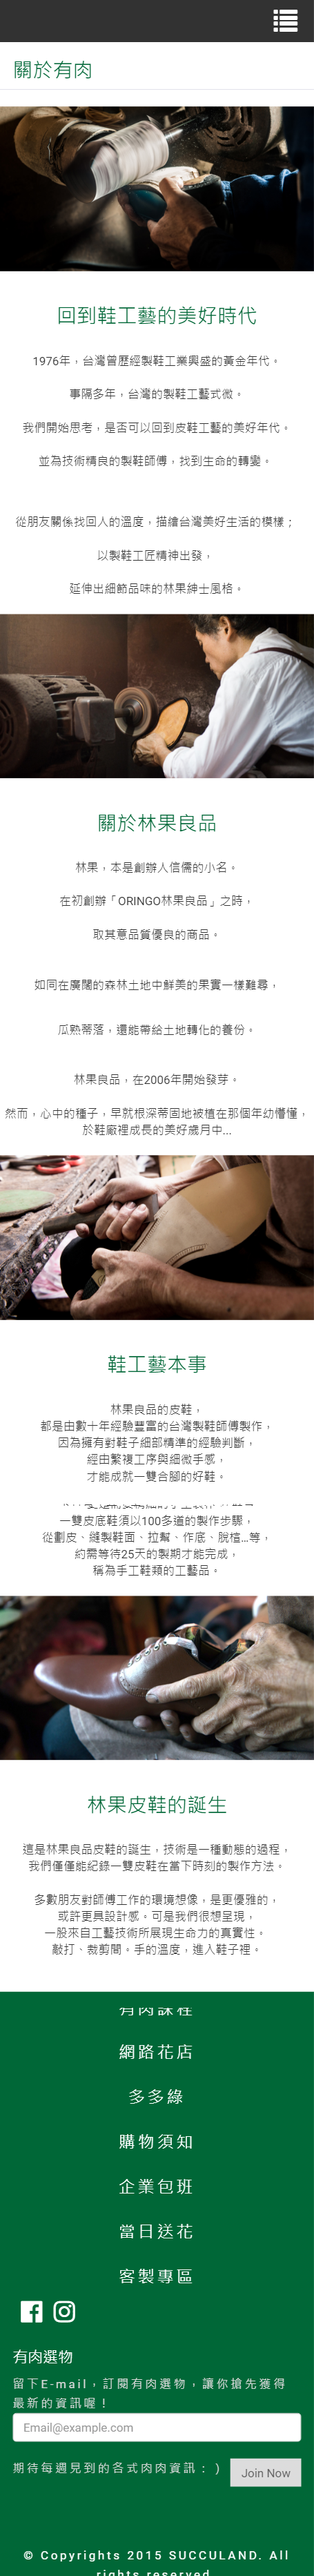 關於有肉
回到鞋工藝的美好時代
1976年，台灣曾歷經製鞋工業興盛的黃金年代。
事隔多年，台灣的製鞋工藝式微。
我們開始思考，是否可以回到皮鞋工藝的美好年代。
並為技術精良的製鞋師傅，找到生命的轉變。
從朋友關係找回人的溫度，描繪台灣美好生活的模樣；
以製鞋工匠精神出發，
延伸出細節品味的林果紳士風格。
關於林果良品
林果，本是創辦人信儒的小名。
在初創辦「ORINGO林果良品」之時，
取其意品質優良的商品。
如同在廣闊的森林土地中鮮美的果實一樣難尋，
瓜熟蒂落，還能帶給土地轉化的養份。
林果良品，在2006年開始發芽。
然而，心中的種子，早就根深蒂固地被植在那個年幼懵懂，
於鞋廠裡成長的美好歲月中...
鞋工藝本事
林果良品的皮鞋，
都是由數十年經驗豐富的台灣製鞋師傅製作，
因為擁有對鞋子細部精準的經驗判斷，
經由繁複工序與細微手感，
才能成就一雙合腳的好鞋。
一雙皮底鞋須以100多道的製作步驟，
從劃皮、縫製鞋面、拉幫、作底、脫楦...等，
約需等待25天的製期才能完成，
稱為手工鞋類的工藝品。
林果皮鞋的誕生
這是林果良品皮鞋的誕生，技術是一種動態的過程，
我們僅僅能紀錄一雙皮鞋在當下時刻的製作方法。
多數朋友對師傅工作的環境想像，是更優雅的，
或許更具設計感。可是我們很想呈現，
一股來自工藝技術所展現生命力的真實性。
敲打、裁剪間。手的溫度，進入鞋子裡。
有肉課程
網路花店
多多綠
購物須知
企業包班
當日送花
客製專區
有肉選物
留下E-mail，訂閱有肉選物，讓你搶先獲得
最新的資訊喔！
Email@example.com
期待每週見到的各式肉肉資訊：)
Join Now
© Copyrights 2015 SUCCULAND. All
rights reserved